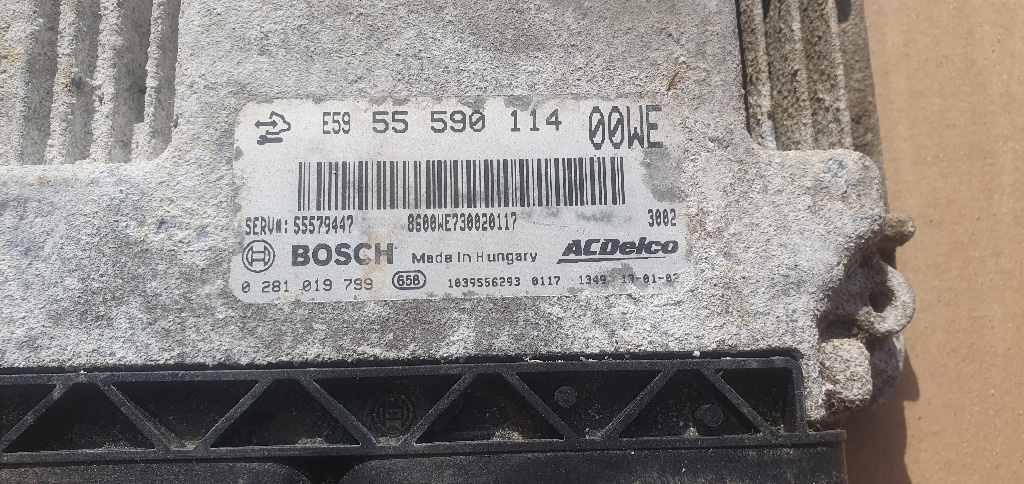 E59 55 590 114 00WE
SERV#: 55579447 8600WE730020117 3002
BOSCH Made in Hungary ACDelco
0 281 019 799 65B 1039S56293 0117 1349